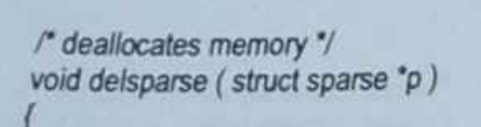 /* deallocates memory */
void delsparse ( struct sparse *p )
{